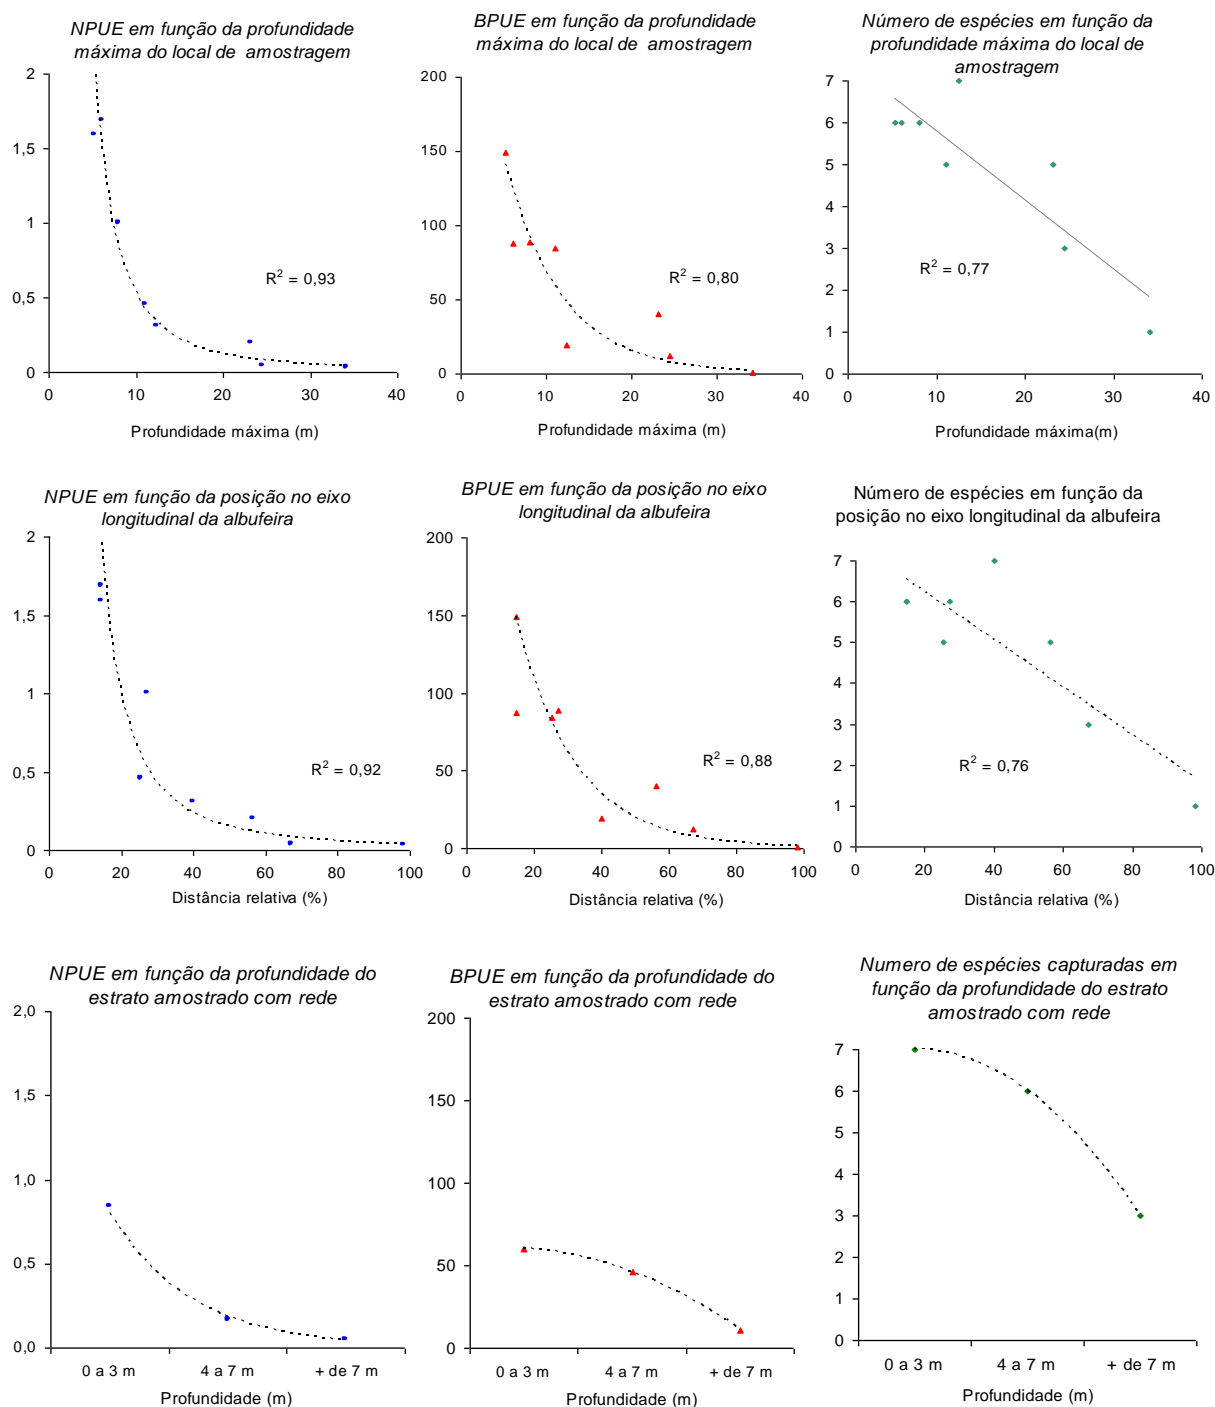 NPUE em função da profundidade
máxima do local de amostragem
2
1,5
1
0,5
0
R2 = 0,93
0 10 20 30 40
Profundidade máxima (m)
BPUE em função da profundidade
máxima do local de amostragem
200
150
100
50
0
R2 = 0,80
0 10 20 30 40
Profundidade máxima (m)
Número de espécies em função da
profundidade máxima do local de
amostragem
7
6
5
4
3
2
1
0
R2 = 0,77
0 10 20 30 40
Profundidade máxima(m)
NPUE em função da posição no eixo
longitudinal da albufeira
2
1,5
1
0,5
0
R2 = 0,92
0 20 40 60 80 100
Distância relativa (%)
BPUE em função da posição no eixo
longitudinal da albufeira
200
150
100
50
0
R2 = 0,88
0 20 40 60 80 100
Distância relativa (%)
Número de espécies em função da
posição no eixo longitudinal da albufeira
7
6
5
4
3
2
1
0
R2 = 0,76
0 20 40 60 80 100
Distância relativa (%)
NPUE em função da profundidade do
estrato amostrado com rede
2,0
1,5
1,0
0,5
0,0
0 a 3 m 4 a 7 m + de 7 m
Profundidade (m)
BPUE em função da profundidade do
estrato amostrado com rede
200
150
100
50
0
0 a 3 m 4 a 7 m + de 7 m
Profundidade (m)
Numero de espécies capturadas em
função da profundidade do estrato
amostrado com rede
7
6
5
4
3
2
1
0
0 a 3 m 4 a 7 m + de 7 m
Profundidade (m)